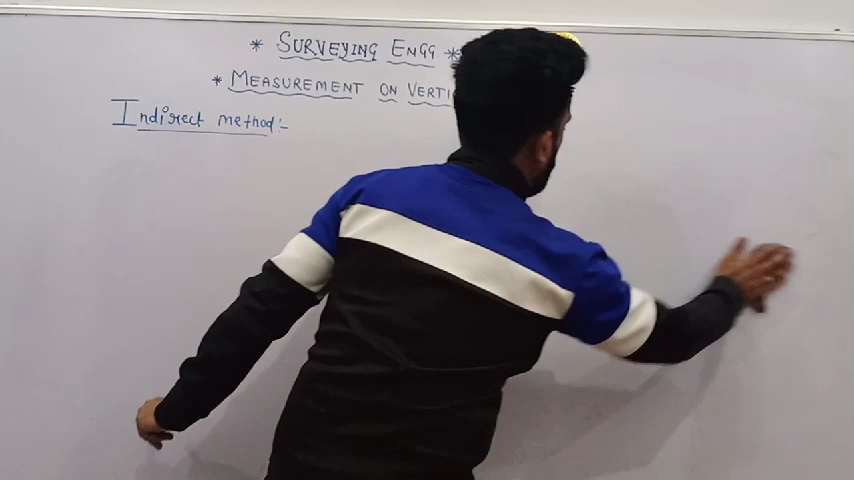 * SURVEYING ENGG *
* MEASUREMENT ON VERTI
Indirect method:-